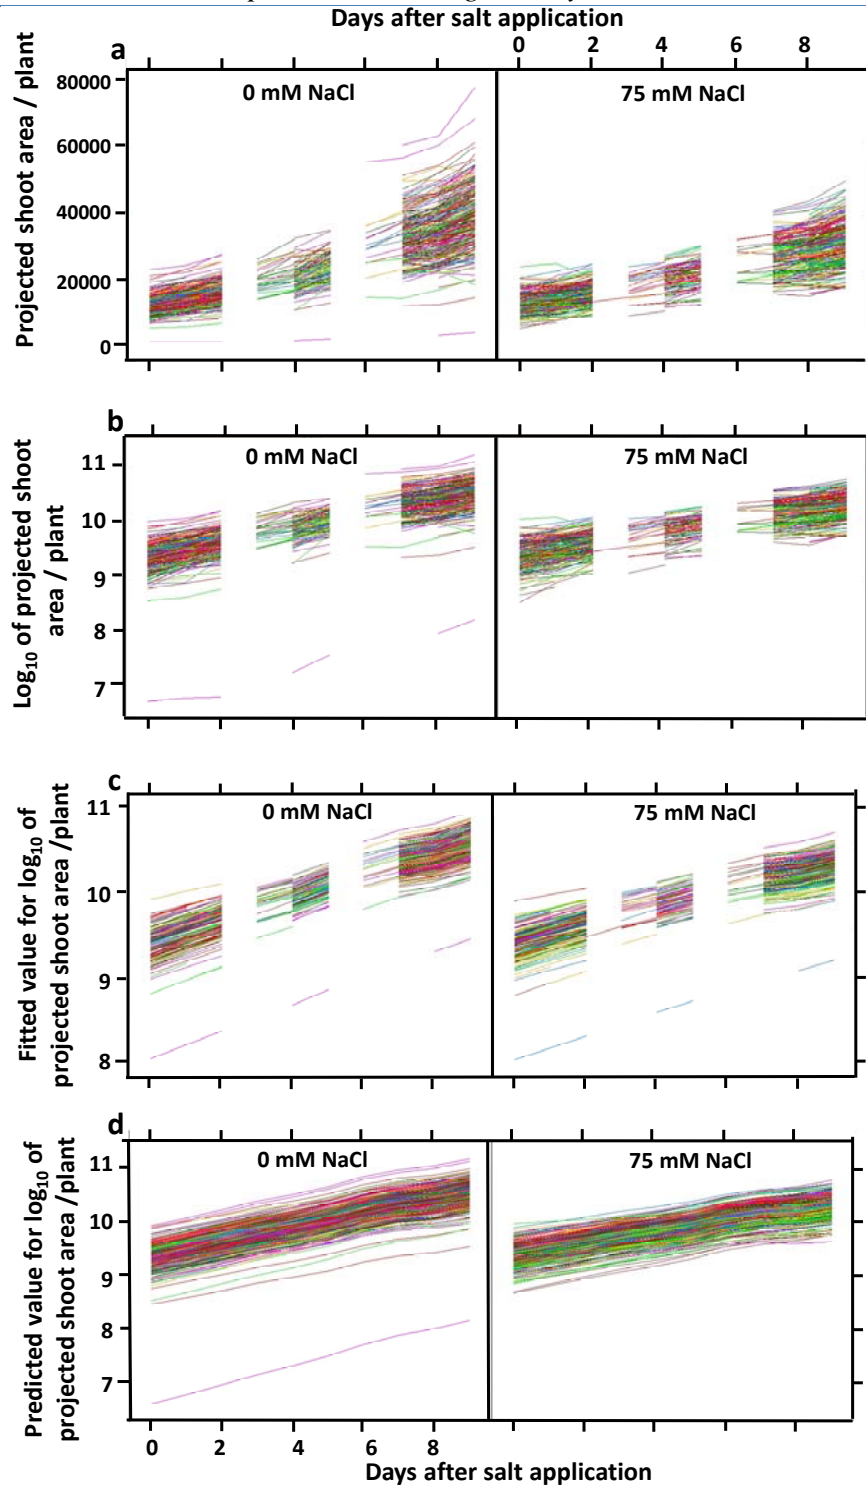 Days after salt application
a
0 2 4 6 8
Projected shoot area / plant
80000
60000
40000
20000
0
0 mM NaCl
75 mM NaCl
b
Log10 of projected shoot
area / plant
11
10
9
8
7
0 mM NaCl
75 mM NaCl
c
Fitted value for log10 of
projected shoot area /plant
11
10
9
8
0 mM NaCl
75 mM NaCl
d
Predicted value for log10 of
projected shoot area /plant
11
10
9
8
7
0 mM NaCl
75 mM NaCl
0 2 4 6 8
Days after salt application